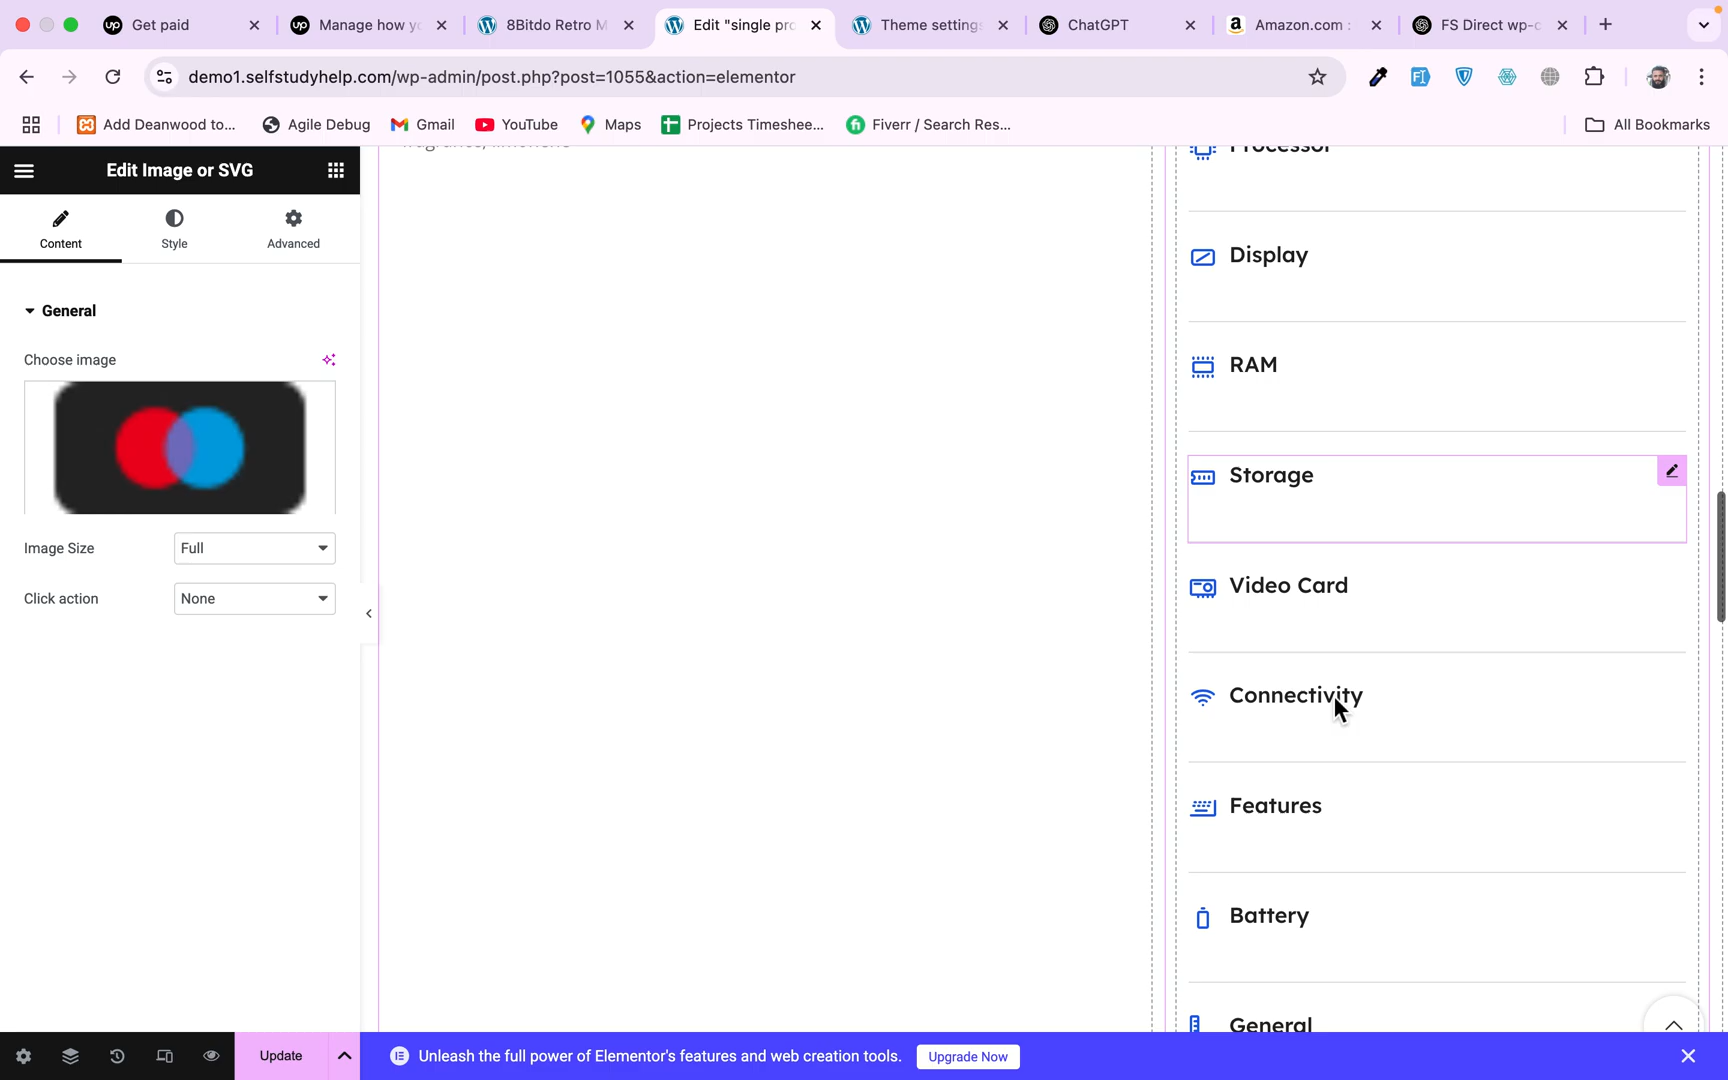 Get paid
Manage how yo
8Bitdo Retro M
Edit "single pro
Theme settings
ChatGPT
Amazon.com :
FS Direct wp-c
demo1.selfstudyhelp.com/wp-admin/post.php?post=1055&action=elementor
Add Deanwood to...
Agile Debug
Gmail
YouTube
Maps
Projects Timeshee...
Fiverr / Search Res...
All Bookmarks
Edit Image or SVG
Content
Style
Advanced
General
Choose image
Image Size
Full
Click action
None
Processor
Display
RAM
Storage
Video Card
Connectivity
Features
Battery
General
Update
Unleash the full power of Elementor's features and web creation tools.
Upgrade Now